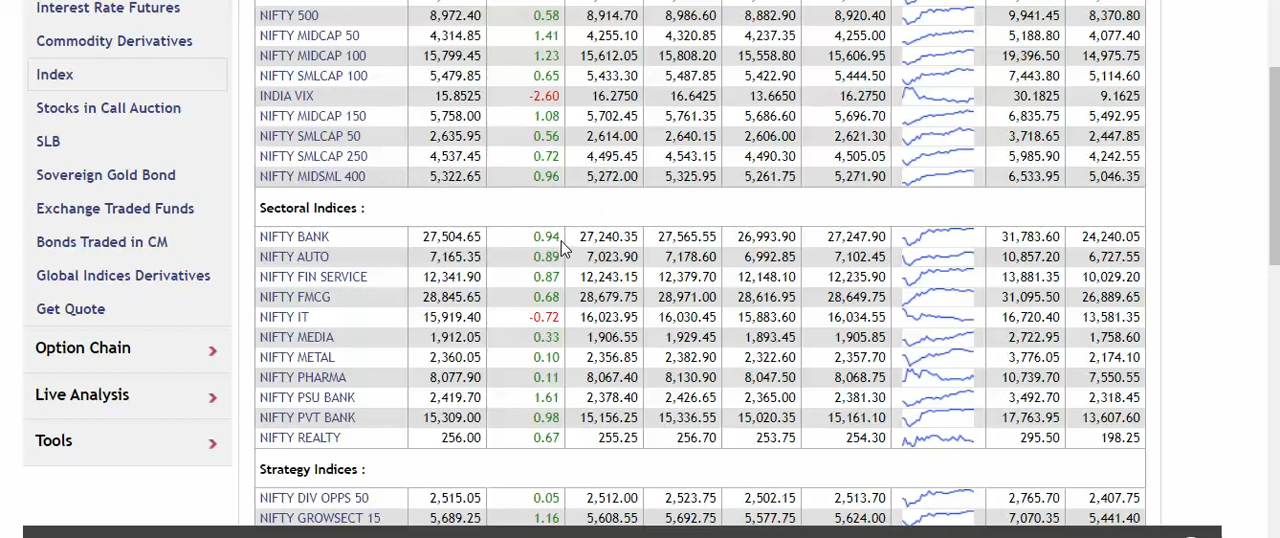 Interest Rate Futures
Commodity Derivatives
Index
Stocks in Call Auction
SLB
Sovereign Gold Bond
Exchange Traded Funds
Bonds Traded in CM
Global Indices Derivatives
Get Quote
Option Chain
Live Analysis
Tools
NIFTY 500 8,972.40 0.58 8,914.70 8,986.60 8,882.90 8,920.40 9,941.45 8,370.80
NIFTY MIDCAP 50 4,314.85 1.41 4,255.10 4,320.85 4,237.35 4,255.00 5,188.80 4,077.40
NIFTY MIDCAP 100 15,799.45 1.23 15,612.05 15,808.20 15,558.80 15,606.95 19,396.50 14,975.75
NIFTY SMLCAP 100 5,479.85 0.65 5,433.30 5,487.85 5,422.90 5,444.50 7,443.80 5,114.60
INDIA VIX 15.8525 -2.60 16.2750 16.6425 13.6650 16.2750 30.1825 9.1625
NIFTY MIDCAP 150 5,758.00 1.08 5,702.45 5,761.35 5,686.60 5,696.70 6,835.75 5,492.95
NIFTY SMLCAP 50 2,635.95 0.56 2,614.00 2,640.15 2,606.00 2,621.30 3,718.65 2,447.85
NIFTY SMLCAP 250 4,537.45 0.72 4,495.45 4,543.15 4,490.30 4,505.05 5,985.90 4,242.55
NIFTY MIDSML 400 5,322.65 0.96 5,272.00 5,325.95 5,261.75 5,271.90 6,533.95 5,046.35
Sectoral Indices :
NIFTY BANK 27,504.65 0.94 27,240.35 27,565.55 26,993.90 27,247.90 31,783.60 24,240.05
NIFTY AUTO 7,165.35 0.89 7,023.90 7,178.60 6,992.85 7,102.45 10,857.20 6,727.55
NIFTY FIN SERVICE 12,341.90 0.87 12,243.15 12,379.70 12,148.10 12,235.90 13,881.35 10,029.20
NIFTY FMCG 28,845.65 0.68 28,679.75 28,971.00 28,616.95 28,649.75 31,095.50 26,889.65
NIFTY IT 15,919.40 -0.72 16,023.95 16,030.45 15,883.60 16,034.55 16,720.40 13,581.35
NIFTY MEDIA 1,912.05 0.33 1,906.55 1,929.45 1,893.45 1,905.85 2,722.95 1,758.60
NIFTY METAL 2,360.05 0.10 2,356.85 2,382.90 2,322.60 2,357.70 3,776.05 2,174.10
NIFTY PHARMA 8,077.90 0.11 8,067.40 8,130.90 8,047.50 8,068.75 10,739.70 7,550.55
NIFTY PSU BANK 2,419.70 1.61 2,378.40 2,426.65 2,365.00 2,381.30 3,492.70 2,318.45
NIFTY PVT BANK 15,309.00 0.98 15,156.25 15,336.55 15,020.35 15,161.10 17,763.95 13,607.60
NIFTY REALTY 256.00 0.67 255.25 256.70 253.75 254.30 295.50 198.25
Strategy Indices :
NIFTY DIV OPPS 50 2,515.05 0.05 2,512.00 2,523.75 2,502.15 2,513.70 2,765.70 2,407.75
NIFTY GROWSECT 15 5,689.25 1.16 5,608.55 5,692.75 5,577.75 5,624.00 7,070.35 5,441.40